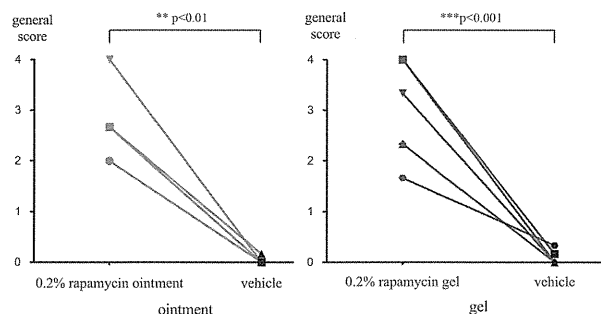 general
score
** p<0.01
4
3
2
1
0
0.2% rapamycin ointment
vehicle
ointment
general
score
***p<0.001
4
3
2
1
0
0.2% rapamycin gel
vehicle
gel